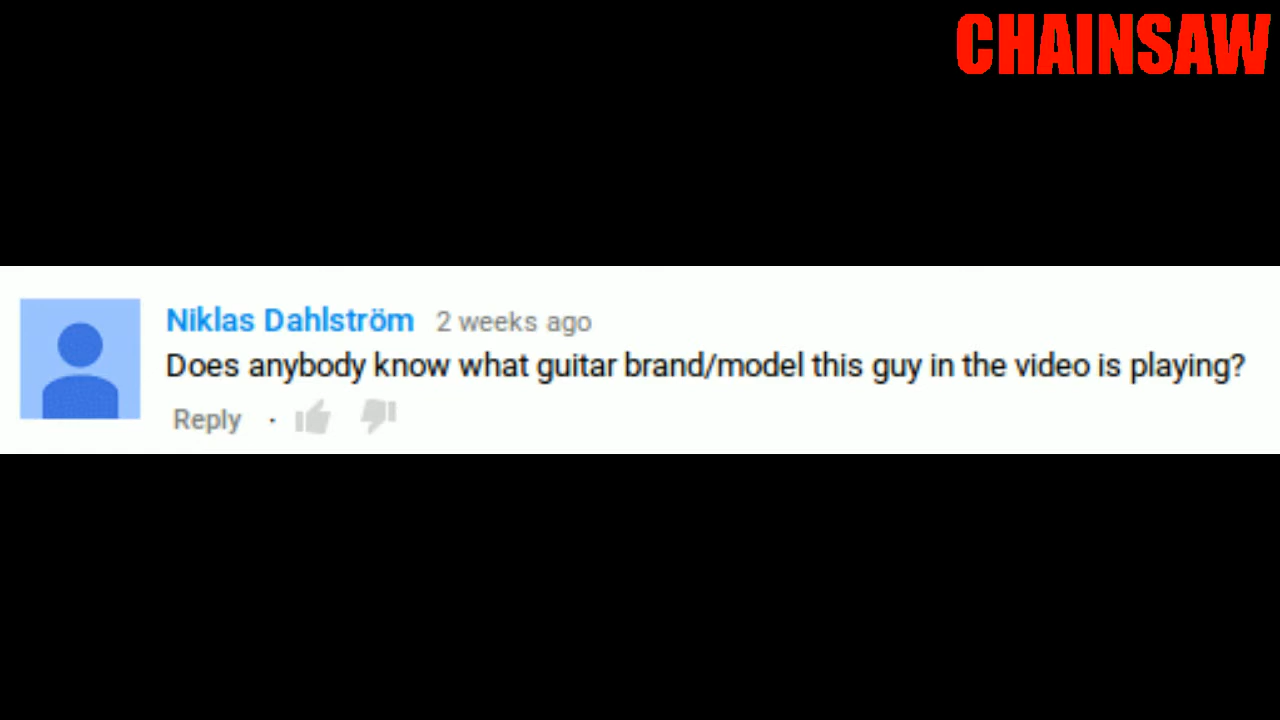 CHAINSAW
Niklas Dahlström 2 weeks ago
Does anybody know what guitar brand/model this guy in the video is playing?
Reply ·